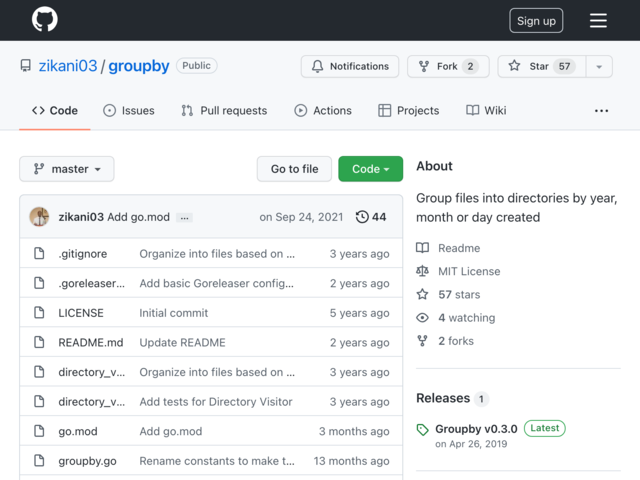 Sign up
zikani03 / groupby Public
Notifications Fork 2 Star 57
Code Issues Pull requests Actions Projects Wiki ...
master Go to file Code
zikani03 Add go.mod ... on Sep 24, 2021 44
.gitignore Organize into files based on ... 3 years ago
.goreleaser... Add basic Goreleaser config... 2 years ago
LICENSE Initial commit 5 years ago
README.md Update README 2 years ago
directory_v... Organize into files based on ... 3 years ago
directory_v... Add tests for Directory Visitor 3 years ago
go.mod Add go.mod 3 months ago
groupby.go Rename constants to make t... 13 months ago
About
Group files into directories by year,
month or day created
Readme
MIT License
57 stars
4 watching
2 forks
Releases 1
Groupby v0.3.0 Latest
on Apr 26, 2019